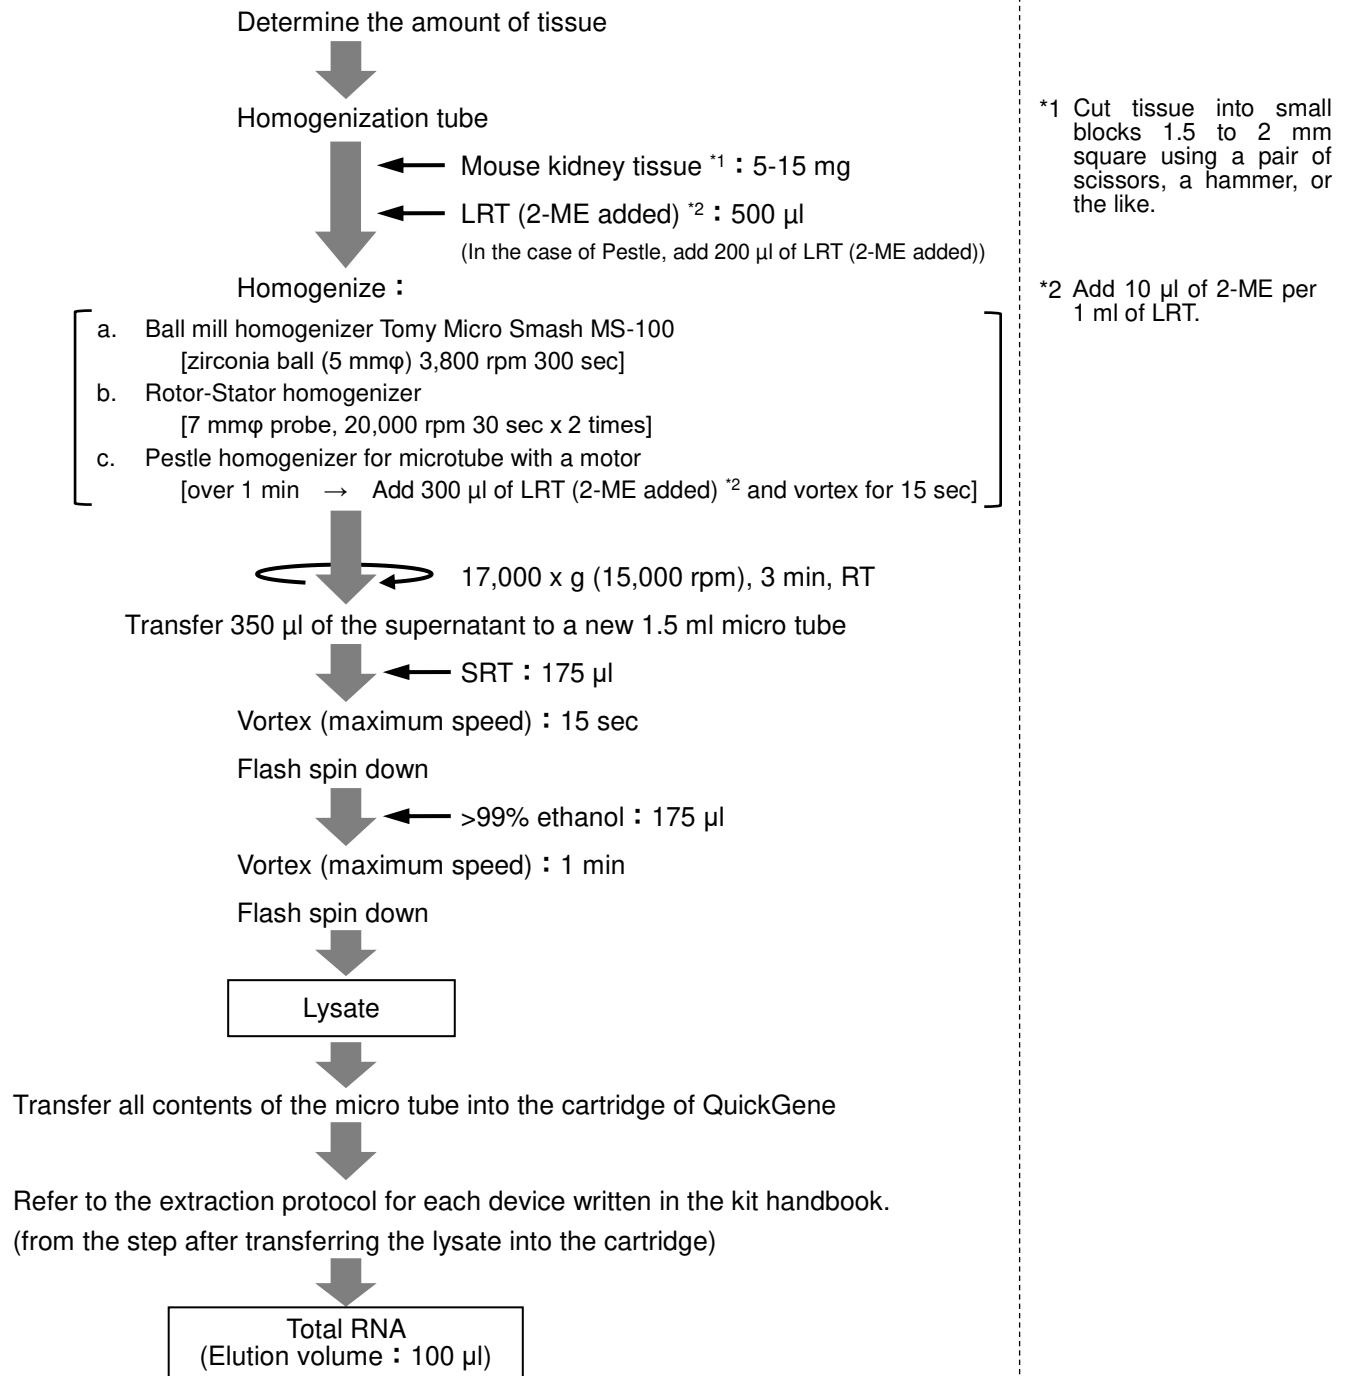 Determine the amount of tissue
Homogenization tube
Mouse kidney tissue *1：5-15 mg
LRT (2-ME added) *2：500 µl
(In the case of Pestle, add 200 µl of LRT (2-ME added))
Homogenize：
a. Ball mill homogenizer Tomy Micro Smash MS-100
[zirconia ball (5 mmφ) 3,800 rpm 300 sec]
b. Rotor-Stator homogenizer
[7 mmφ probe, 20,000 rpm 30 sec x 2 times]
c. Pestle homogenizer for microtube with a motor
[over 1 min → Add 300 µl of LRT (2-ME added) *2 and vortex for 15 sec]
17,000 x g (15,000 rpm), 3 min, RT
Transfer 350 µl of the supernatant to a new 1.5 ml micro tube
SRT：175 µl
Vortex (maximum speed)：15 sec
Flash spin down
>99% ethanol：175 µl
Vortex (maximum speed)：1 min
Flash spin down
Lysate
Transfer all contents of the micro tube into the cartridge of QuickGene
Refer to the extraction protocol for each device written in the kit handbook.
(from the step after transferring the lysate into the cartridge)
Total RNA
(Elution volume：100 µl)
*1 Cut tissue into small
blocks 1.5 to 2 mm
square using a pair of
scissors, a hammer, or
the like.
*2 Add 10 µl of 2-ME per
1 ml of LRT.